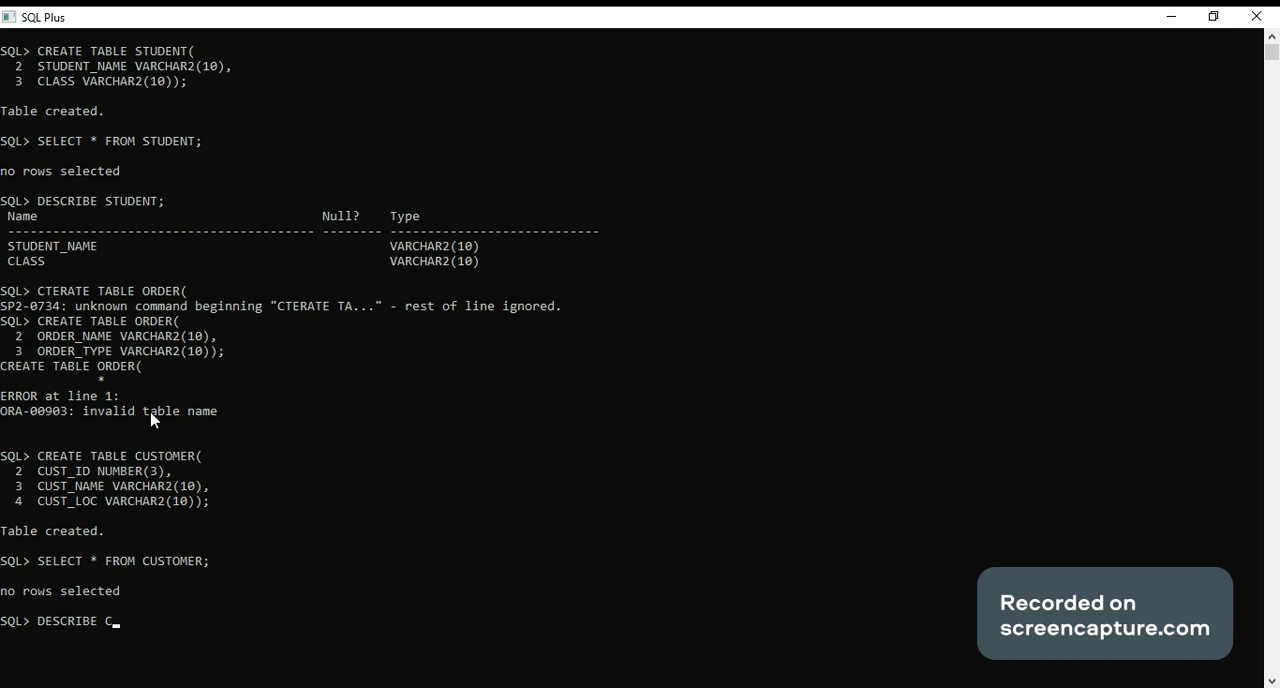 SQL Plus
SQL> CREATE TABLE STUDENT(
2 STUDENT_NAME VARCHAR2(10),
3 CLASS VARCHAR2(10));
Table created.
SQL> SELECT * FROM STUDENT;
no rows selected
SQL> DESCRIBE STUDENT;
Name Null? Type
----------------------------------------- -------- ----------------------------
STUDENT_NAME VARCHAR2(10)
CLASS VARCHAR2(10)
SQL> CTERATE TABLE ORDER(
SP2-0734: unknown command beginning "CTERATE TA..." - rest of line ignored.
SQL> CREATE TABLE ORDER(
2 ORDER_NAME VARCHAR2(10),
3 ORDER_TYPE VARCHAR2(10));
CREATE TABLE ORDER(
*
ERROR at line 1:
ORA-00903: invalid table name
SQL> CREATE TABLE CUSTOMER(
2 CUST_ID NUMBER(3),
3 CUST_NAME VARCHAR2(10),
4 CUST_LOC VARCHAR2(10));
Table created.
SQL> SELECT * FROM CUSTOMER;
no rows selected
SQL> DESCRIBE C_
Recorded on
screencapture.com